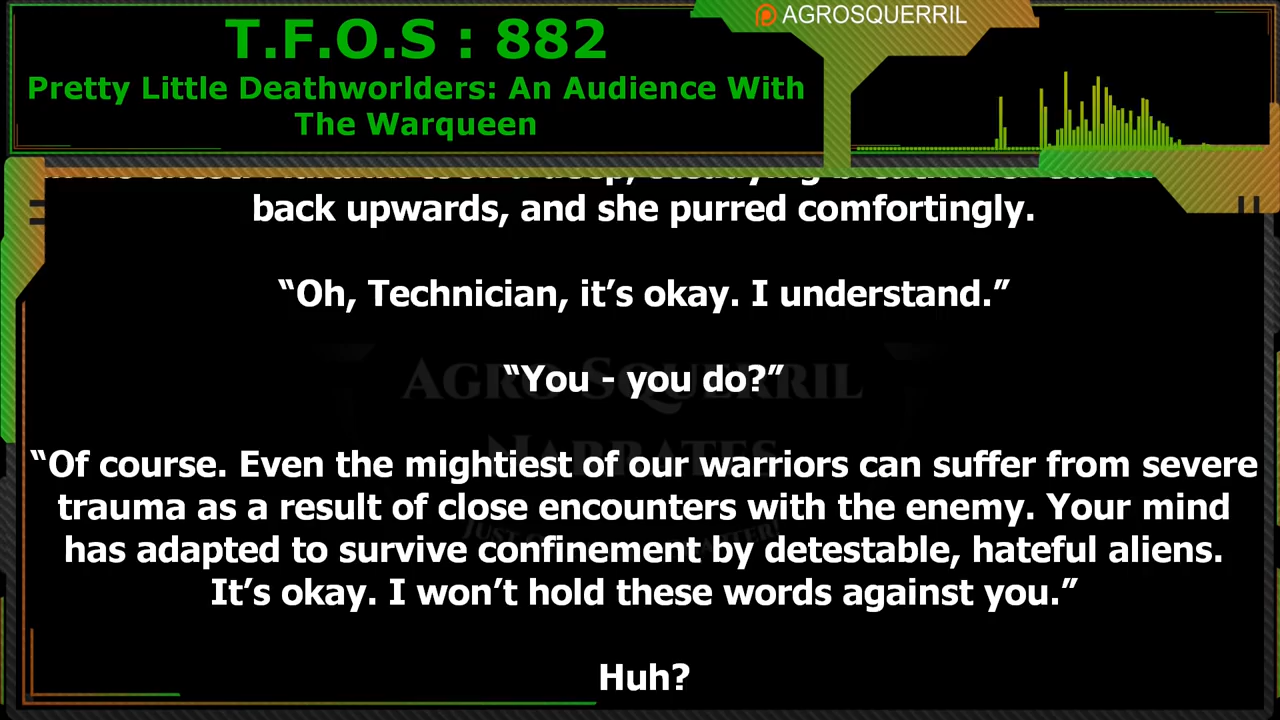 T.F.O.S : 882
Pretty Little Deathworlders: An Audience With
The Warqueen
AGROSQUERRIL
back upwards, and she purred comfortingly.
“Oh, Technician, it’s okay. I understand.”
“You - you do?”
“Of course. Even the mightiest of our warriors can suffer from severe
trauma as a result of close encounters with the enemy. Your mind
has adapted to survive confinement by detestable, hateful aliens.
It’s okay. I won’t hold these words against you.”
Huh?
Agro Squerril
Narrates